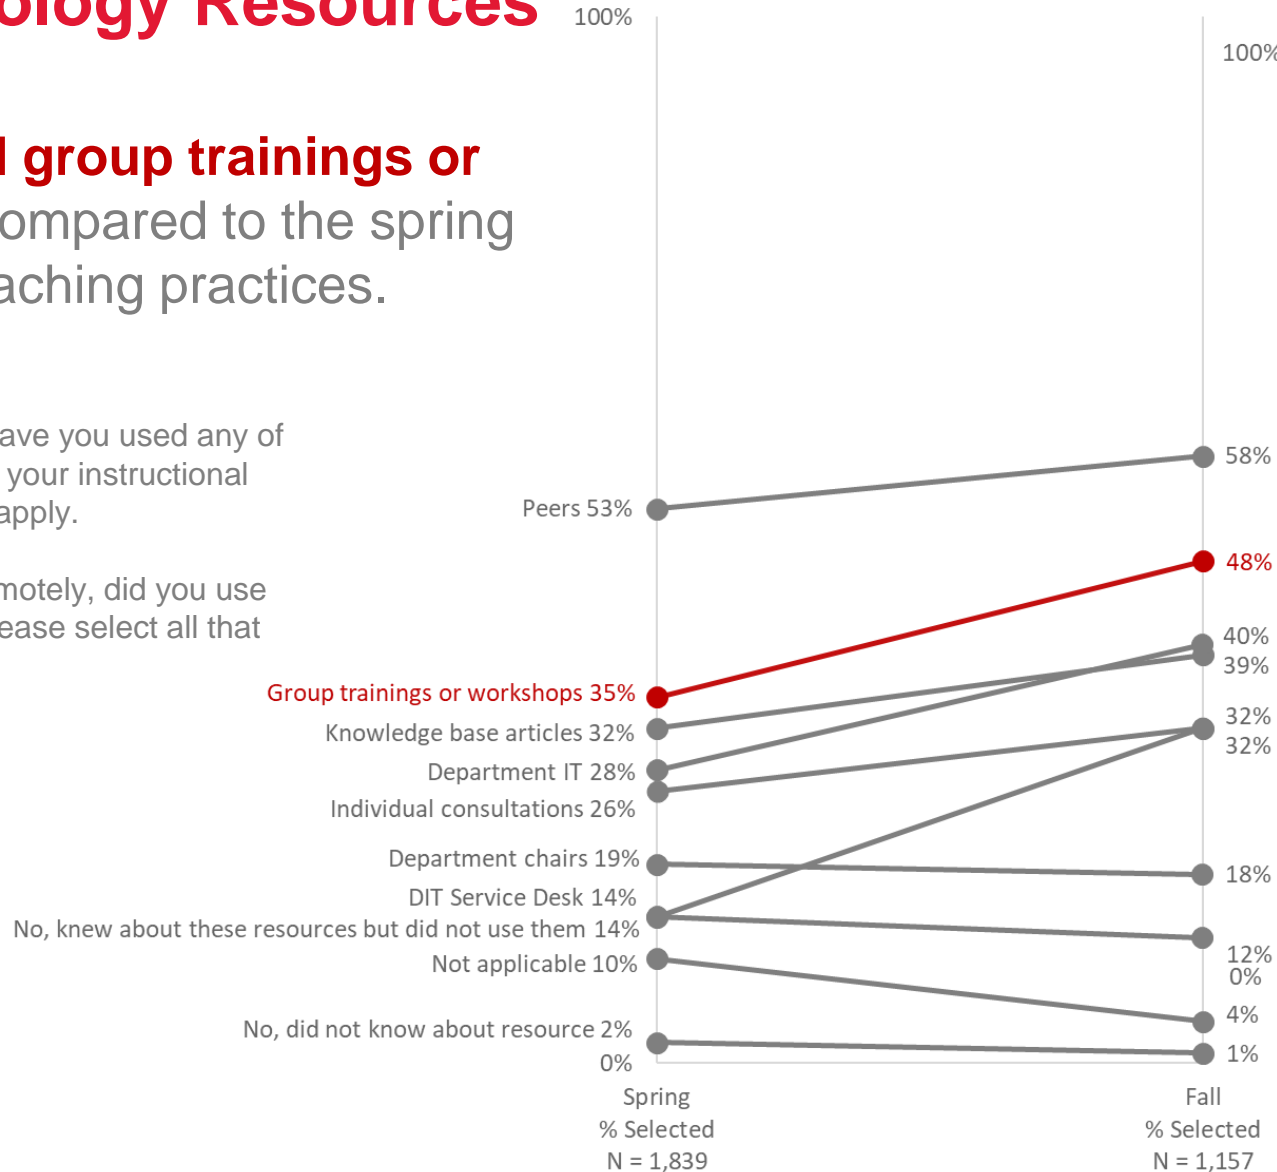 ology Resources
group trainings or
ompared to the spring
aching practices.
ave you used any of
your instructional
apply.
motely, did you use
ease select all that
100%
100%
Peers 53%
58%
Group trainings or workshops 35%
48%
Knowledge base articles 32%
40%
39%
Department IT 28%
Individual consultations 26%
32%
32%
Department chairs 19%
18%
DIT Service Desk 14%
No, knew about these resources but did not use them 14%
12%
0%
Not applicable 10%
4%
No, did not know about resource 2%
1%
0%
Spring
% Selected
N = 1,839
Fall
% Selected
N = 1,157